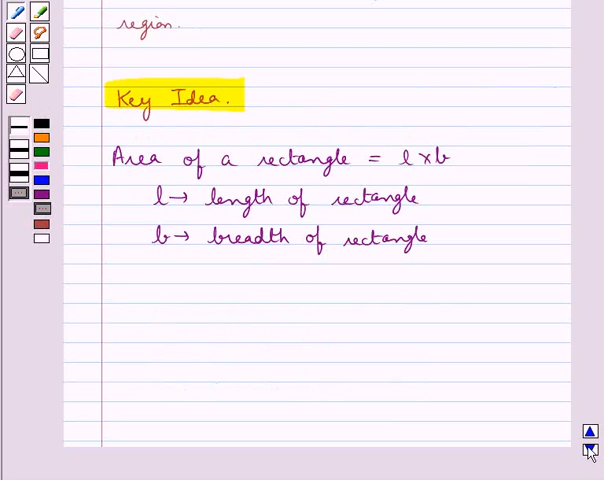 region.
Key Idea.
Area of a rectangle = l × b
l → length of rectangle
b → breadth of rectangle